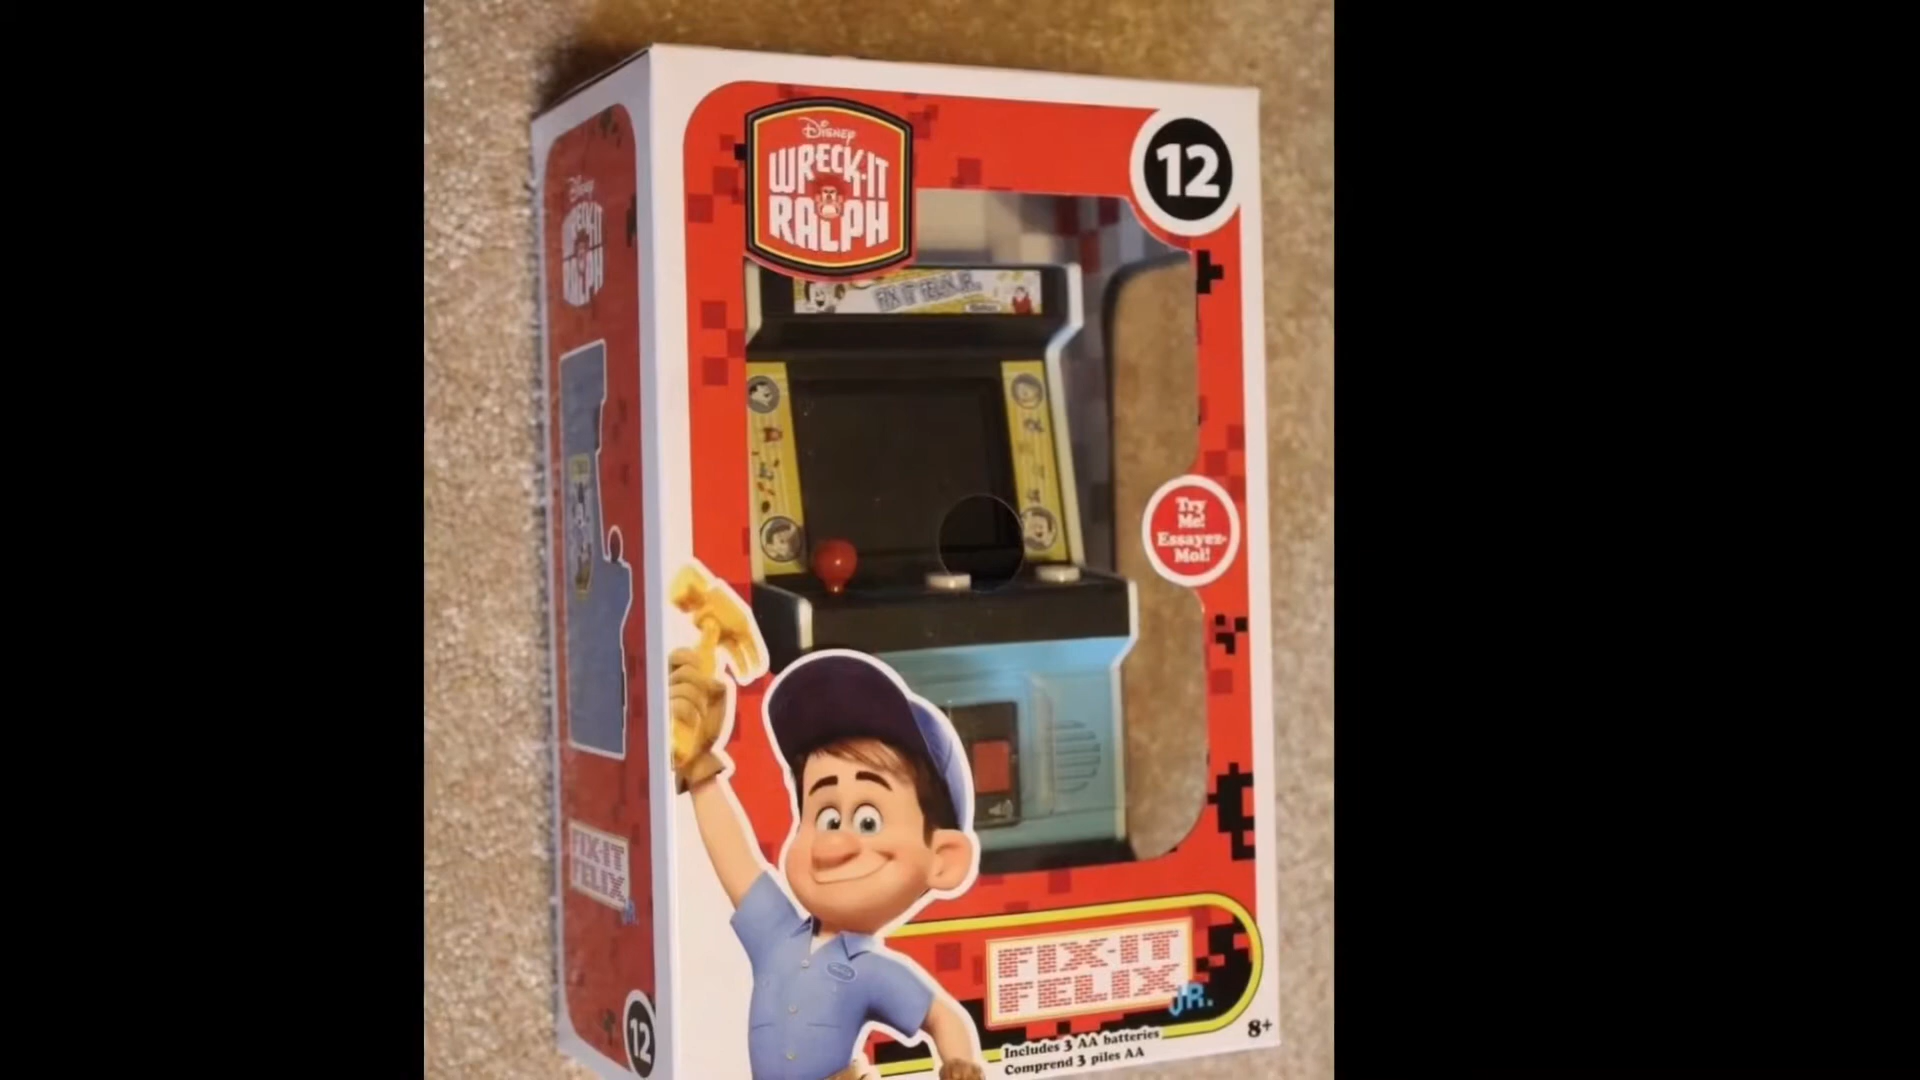 Disney
WRECK-IT
RALPH
12
FIX IT FELIX JR.
Disney
WRECK-IT
RALPH
Try
Me!
Essayez-
Moi!
FIX-IT
FELIX
JR.
FIX-IT
FELIX
JR.
12
8+
Includes 3 AA batteries
Comprend 3 piles AA